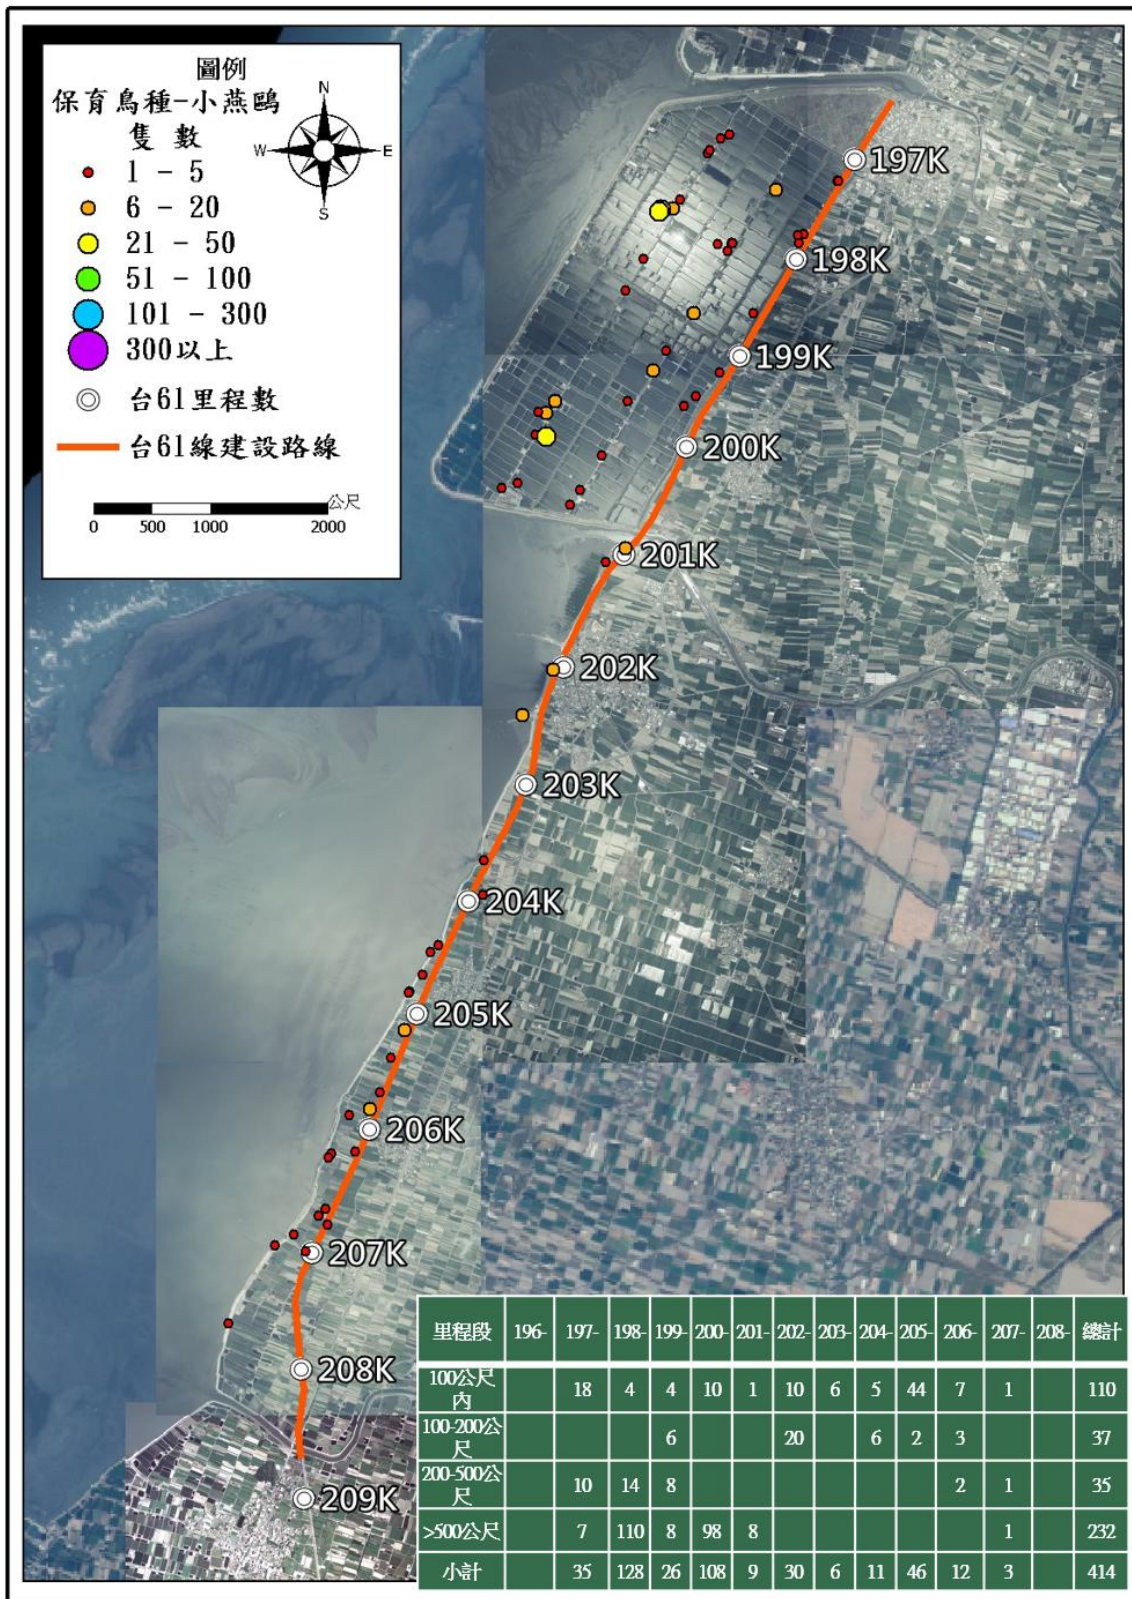 圖例
保育鳥種-小燕鷗
隻 數
1 - 5
6 - 20
21 - 50
51 - 100
101 - 300
300以上
台61里程數
台61線建設路線
N
W
E
S
公尺
0 500 1000 2000
197K
198K
199K
200K
201K
202K
203K
204K
205K
206K
207K
208K
209K
里程段 196- 197- 198- 199- 200- 201- 202- 203- 204- 205- 206- 207- 208- 總計
100公尺內 18 4 4 10 1 10 6 5 44 7 1 110
100-200公尺 6 20 6 2 3 37
200-500公尺 10 14 8 2 1 35
>500公尺 7 110 8 98 8 1 232
小計 35 128 26 108 9 30 6 11 46 12 3 414